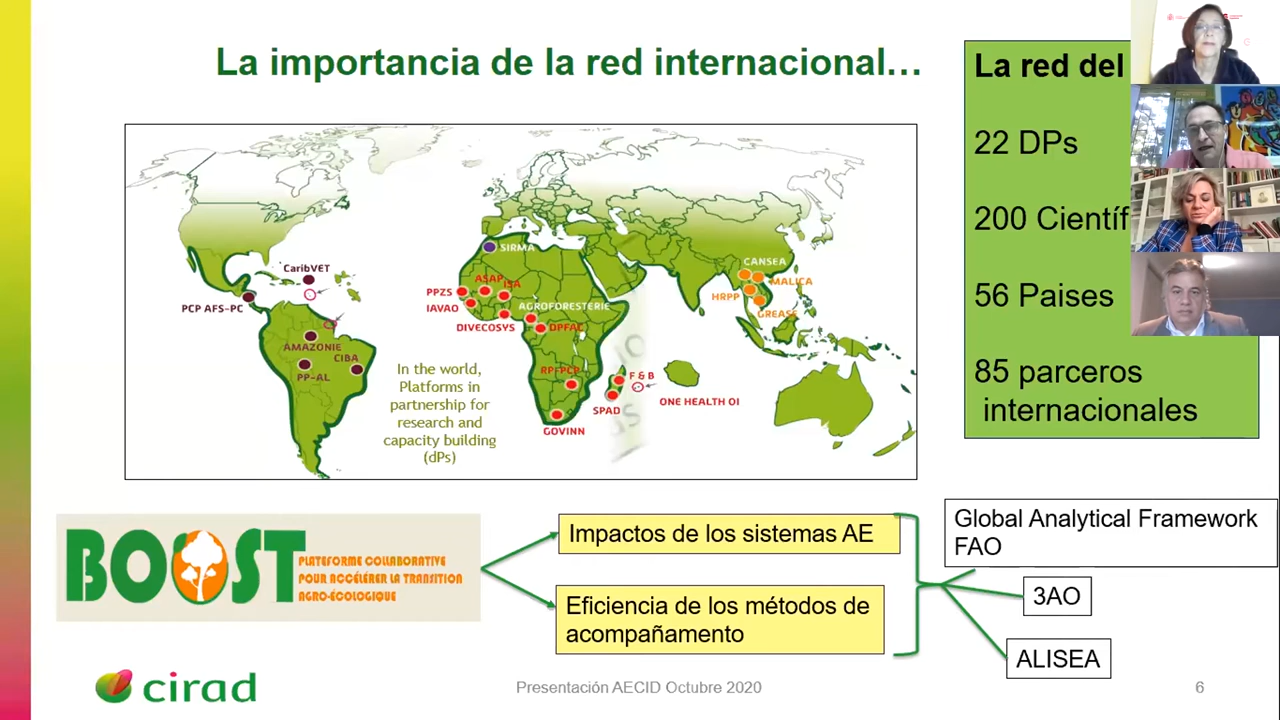 La importancia de la red internacional…
La red del
22 DPs
200 Científ
56 Paises
85 parceros
internacionales
CaribVET
PCP AFS-PC
AMAZONIE
CIBA
PP-AL
SIRMA
PPZS
ASAP
ISA
IAVAO
AGROFORESTERIE
DIVECOSYS
DPFAC
RP-PCP
F & B
SPAD
ONE HEALTH OI
GOVINN
CANSEA
MALICA
HRPP
GREASE
In the world,
Platforms in
partnership for
research and
capacity building
(dPs)
BOOST
PLATEFORME COLLABORATIVE
POUR ACCÉLÉRER LA TRANSITION
AGRO-ÉCOLOGIQUE
Impactos de los sistemas AE
Eficiencia de los métodos de
acompañamento
Global Analytical Framework
FAO
3AO
ALISEA
cirad
Presentación AECID Octubre 2020
6